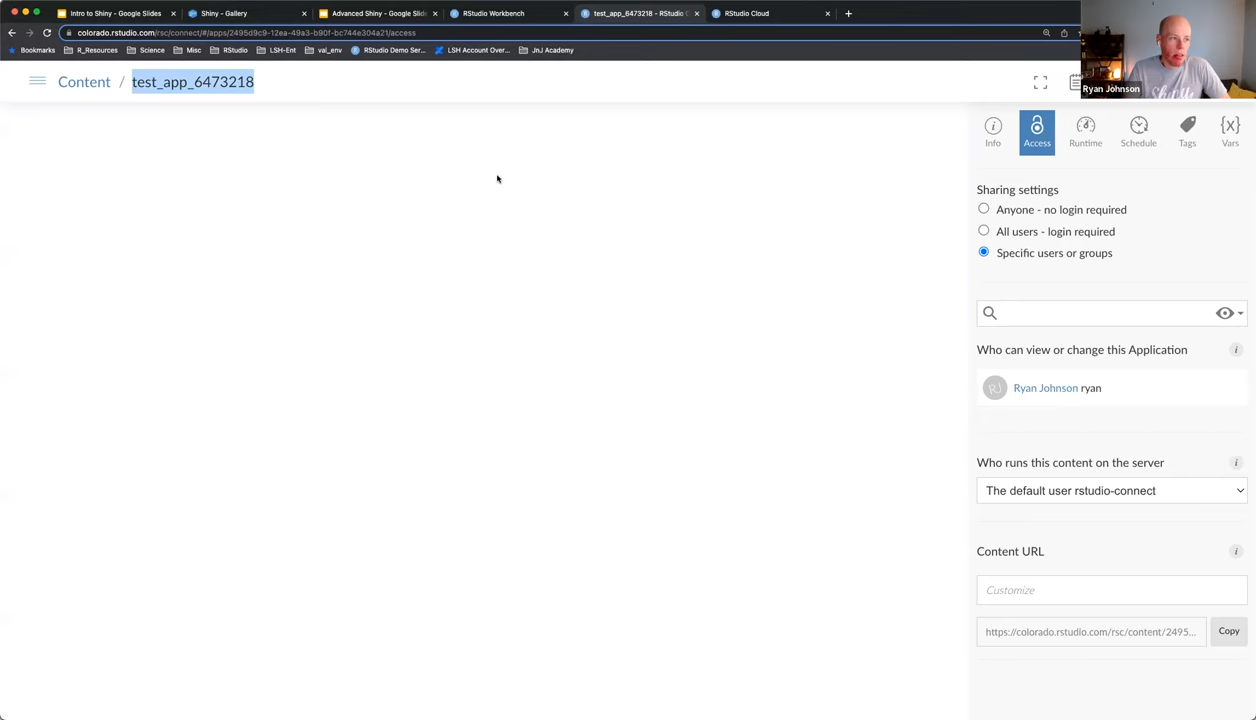 Intro to Shiny - Google Slides
Shiny - Gallery
Advanced Shiny - Google Slid
RStudio Workbench
test_app_6473218 - RStudio C
RStudio Cloud
colorado.rstudio.com/rsc/connect/#/apps/2495d9c9-12ea-49a3-b90f-bc744e304a21/access
Bookmarks R_Resources Science Misc RStudio LSH-Ent val_env RStudio Demo Ser... LSH Account Over... JnJ Academy
Content / test_app_6473218
Ryan Johnson
Info Access Runtime Schedule Tags {x} Vars
Sharing settings
Anyone - no login required
All users - login required
Specific users or groups
Who can view or change this Application i
RJ Ryan Johnson ryan
Who runs this content on the server i
The default user rstudio-connect
Content URL i
Customize
https://colorado.rstudio.com/rsc/content/2495... Copy